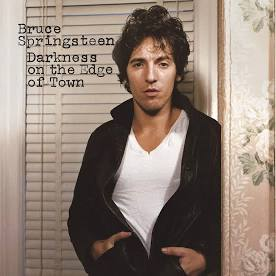 Bruce
Springsteen
Darkness
on the Edge
of Town